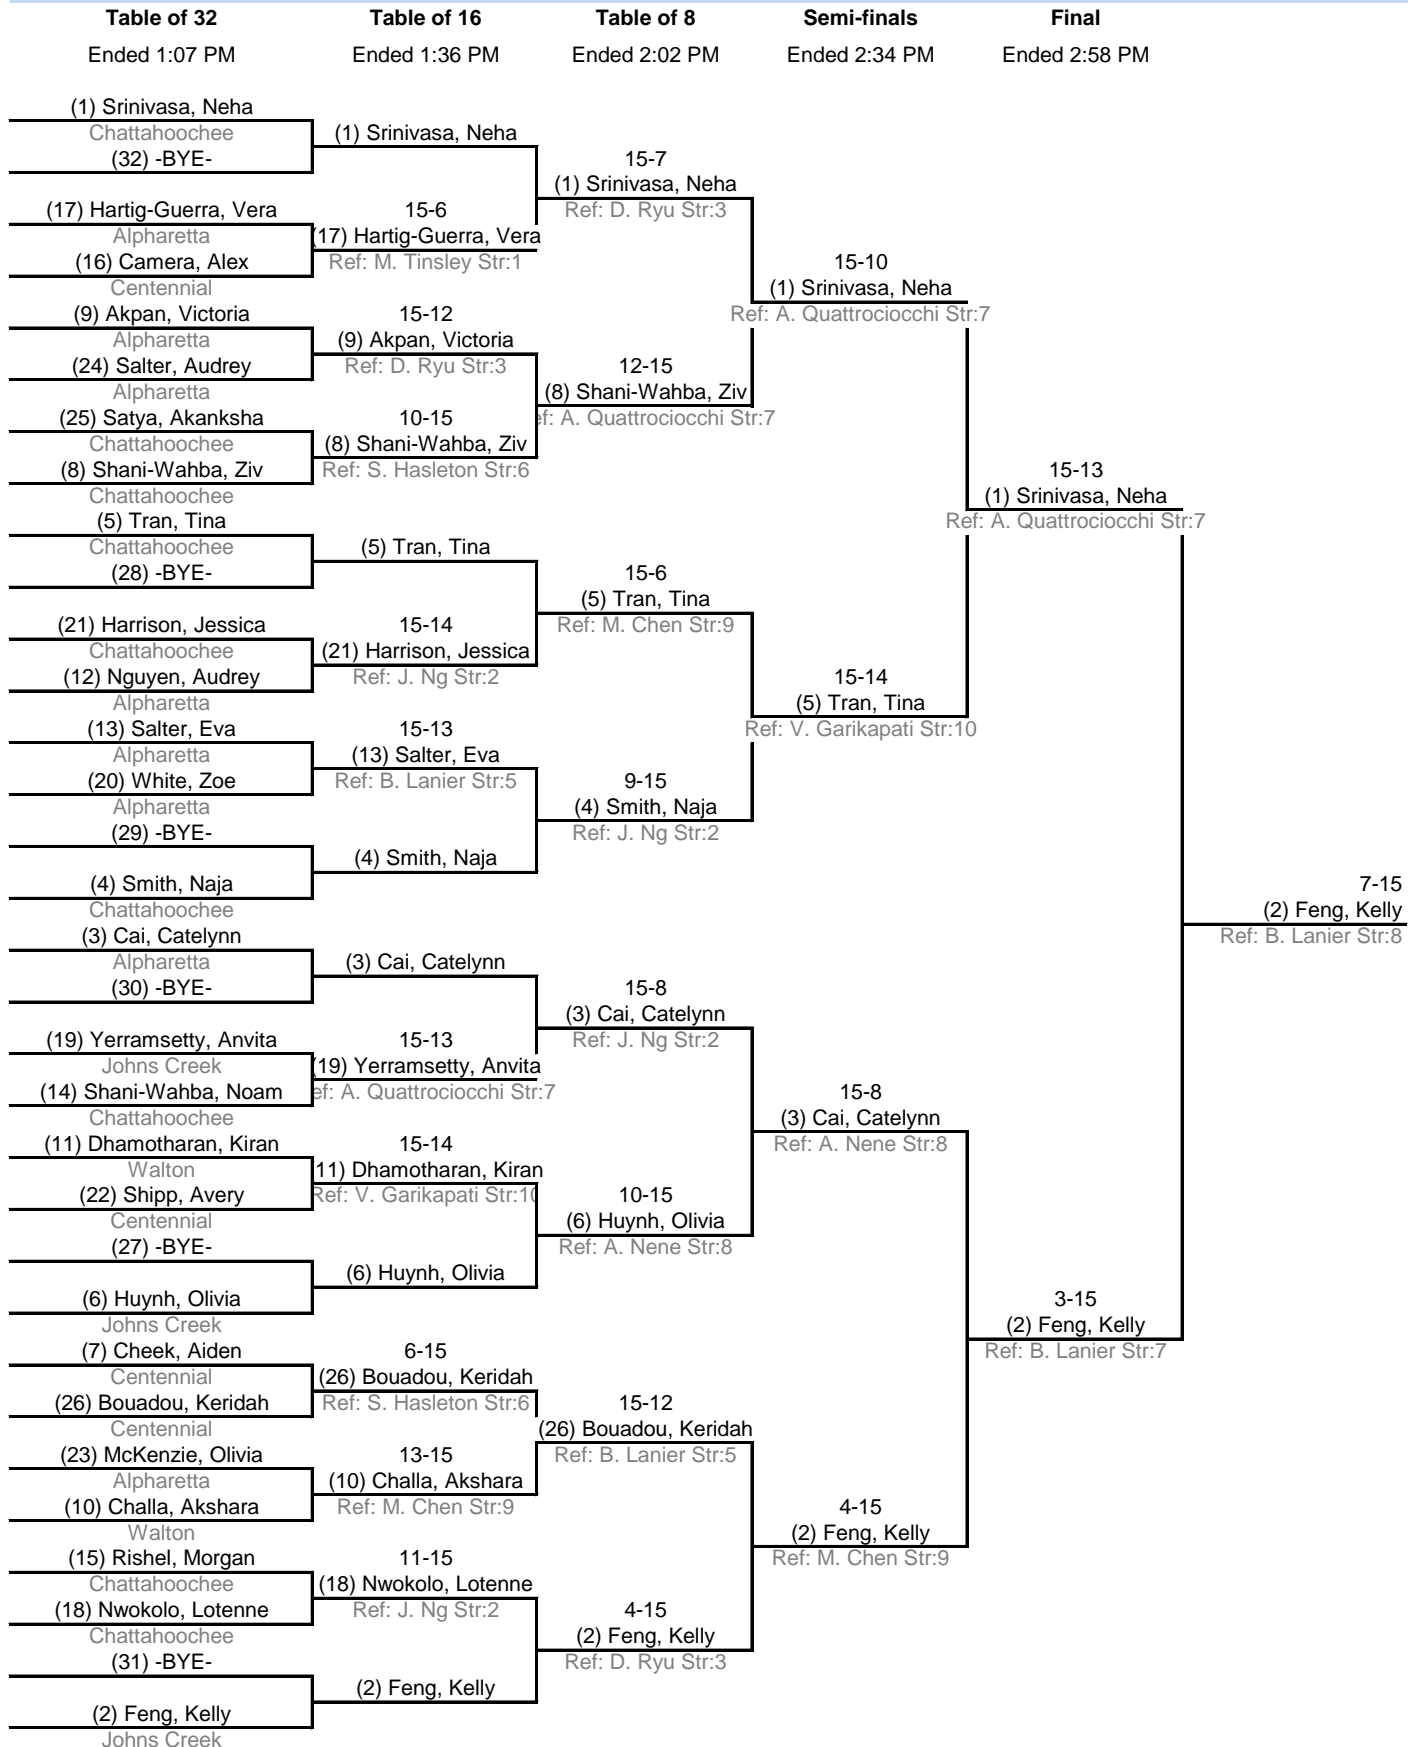 Table of 32
Ended 1:07 PM
(1) Srinivasa, Neha
Chattahoochee
(32) -BYE-
(17) Hartig-Guerra, Vera
Alpharetta
(16) Camera, Alex
Centennial
(9) Akpan, Victoria
Alpharetta
(24) Salter, Audrey
Alpharetta
(25) Satya, Akanksha
Chattahoochee
(8) Shani-Wahba, Ziv
Chattahoochee
(5) Tran, Tina
Chattahoochee
(28) -BYE-
(21) Harrison, Jessica
Chattahoochee
(12) Nguyen, Audrey
Alpharetta
(13) Salter, Eva
Alpharetta
(20) White, Zoe
Alpharetta
(29) -BYE-
(4) Smith, Naja
Chattahoochee
(3) Cai, Catelynn
Alpharetta
(30) -BYE-
(19) Yerramsetty, Anvita
Johns Creek
(14) Shani-Wahba, Noam
Chattahoochee
(11) Dhamotharan, Kiran
Walton
(22) Shipp, Avery
Centennial
(27) -BYE-
(6) Huynh, Olivia
Johns Creek
(7) Cheek, Aiden
Centennial
(26) Bouadou, Keridah
Centennial
(23) McKenzie, Olivia
Alpharetta
(10) Challa, Akshara
Walton
(15) Rishel, Morgan
Chattahoochee
(18) Nwokolo, Lotenne
Chattahoochee
(31) -BYE-
(2) Feng, Kelly
Johns Creek
Table of 16
Ended 1:36 PM
(1) Srinivasa, Neha
15-6
(17) Hartig-Guerra, Vera
Ref: M. Tinsley Str:1
15-12
(9) Akpan, Victoria
Ref: D. Ryu Str:3
10-15
(8) Shani-Wahba, Ziv
Ref: S. Hasleton Str:6
(5) Tran, Tina
15-14
(21) Harrison, Jessica
Ref: J. Ng Str:2
15-13
(13) Salter, Eva
Ref: B. Lanier Str:5
(4) Smith, Naja
(3) Cai, Catelynn
15-13
(19) Yerramsetty, Anvita
ef: A. Quattrociocchi Str:7
15-14
11) Dhamotharan, Kiran
Ref: V. Garikapati Str:10
(6) Huynh, Olivia
6-15
(26) Bouadou, Keridah
Ref: S. Hasleton Str:6
13-15
(10) Challa, Akshara
Ref: M. Chen Str:9
11-15
(18) Nwokolo, Lotenne
Ref: J. Ng Str:2
(2) Feng, Kelly
Table of 8
Ended 2:02 PM
15-7
(1) Srinivasa, Neha
Ref: D. Ryu Str:3
12-15
(8) Shani-Wahba, Ziv
ef: A. Quattrociocchi Str:7
15-6
(5) Tran, Tina
Ref: M. Chen Str:9
9-15
(4) Smith, Naja
Ref: J. Ng Str:2
15-8
(3) Cai, Catelynn
Ref: J. Ng Str:2
10-15
(6) Huynh, Olivia
Ref: A. Nene Str:8
15-12
(26) Bouadou, Keridah
Ref: B. Lanier Str:5
4-15
(2) Feng, Kelly
Ref: D. Ryu Str:3
Semi-finals
Ended 2:34 PM
15-10
(1) Srinivasa, Neha
Ref: A. Quattrociocchi Str:7
15-14
(5) Tran, Tina
Ref: V. Garikapati Str:10
15-8
(3) Cai, Catelynn
Ref: A. Nene Str:8
4-15
(2) Feng, Kelly
Ref: M. Chen Str:9
Final
Ended 2:58 PM
15-13
(1) Srinivasa, Neha
Ref: A. Quattrociocchi Str:7
3-15
(2) Feng, Kelly
Ref: B. Lanier Str:7
7-15
(2) Feng, Kelly
Ref: B. Lanier Str:8